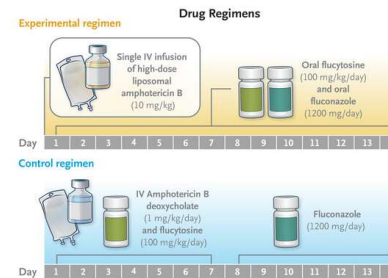 Drug Regimens
Experimental regimen
Single IV infusion
of high-dose
liposomal
amphotericin B
(10 mg/kg)
Oral flucytosine
(100 mg/kg/day)
and oral
fluconazole
(1200 mg/day)
Day 1 2 3 4 5 6 7 8 9 10 11 12 13
Control regimen
IV Amphotericin B
deoxycholate
(1 mg/kg/day)
and flucytosine
(100 mg/kg/day)
Fluconazole
(1200 mg/day)
Day 1 2 3 4 5 6 7 8 9 10 11 12 13